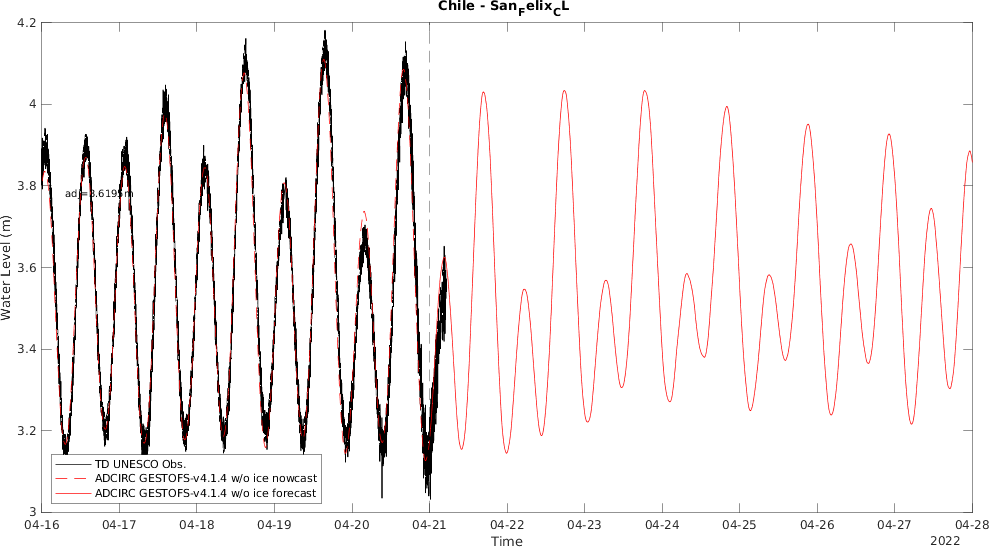 Chile - San_Felix_CL
4.2
4
3.8
3.6
3.4
3.2
3
Water Level (m)
adj=3.6195m
TD UNESCO Obs.
ADCIRC GESTOFS-v4.1.4 w/o ice nowcast
ADCIRC GESTOFS-v4.1.4 w/o ice forecast
04-16 04-17 04-18 04-19 04-20 04-21 04-22 04-23 04-24 04-25 04-26 04-27 04-28
Time
2022